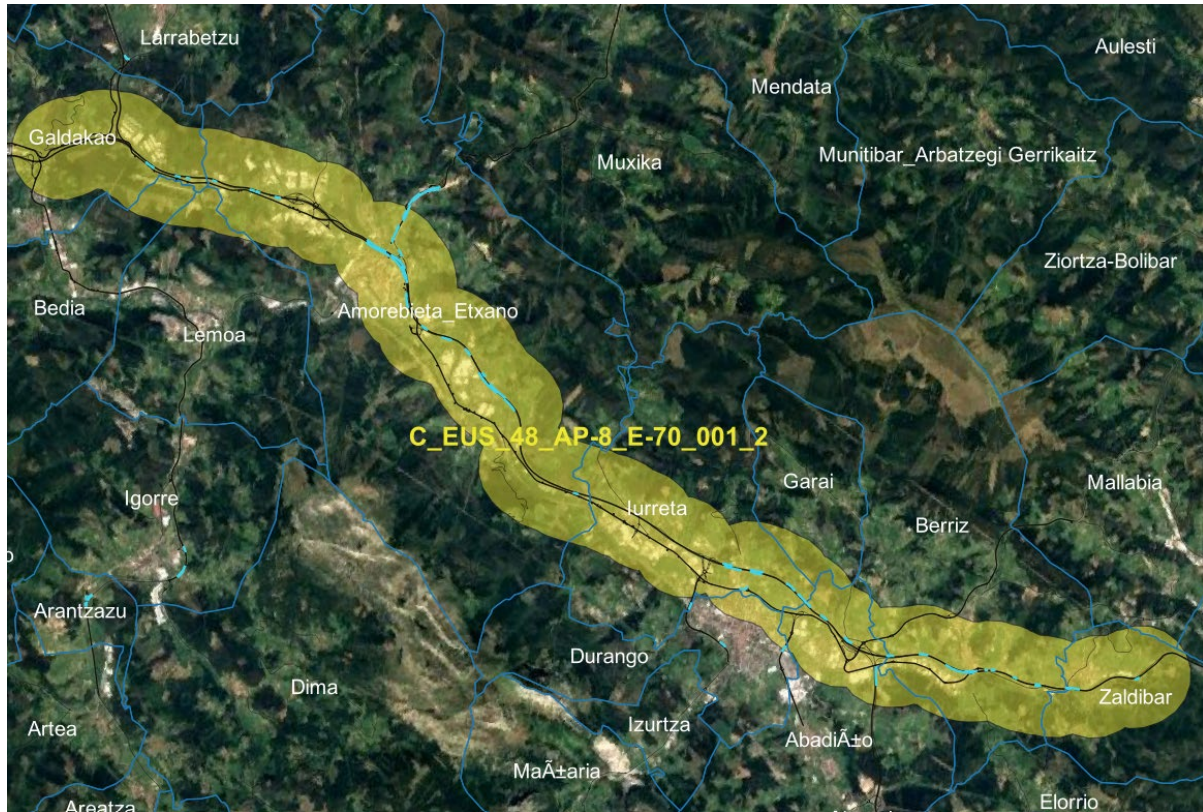 Larrabetzu
Aulesti
Mendata
Galdakao
Muxika
Munitibar_Arbatzegi Gerrikaitz
Ziortza-Bolibar
Bedia
Amorebieta_Etxano
Lemoa
C_EUS_48_AP-8_E-70_001_2
Igorre
Garai
Mallabia
Iurreta
Berriz
o
Arantzazu
Durango
Dima
Zaldibar
Artea
Izurtza
AbadiÃ±o
MaÃ±aria
Elorrio
Areatza